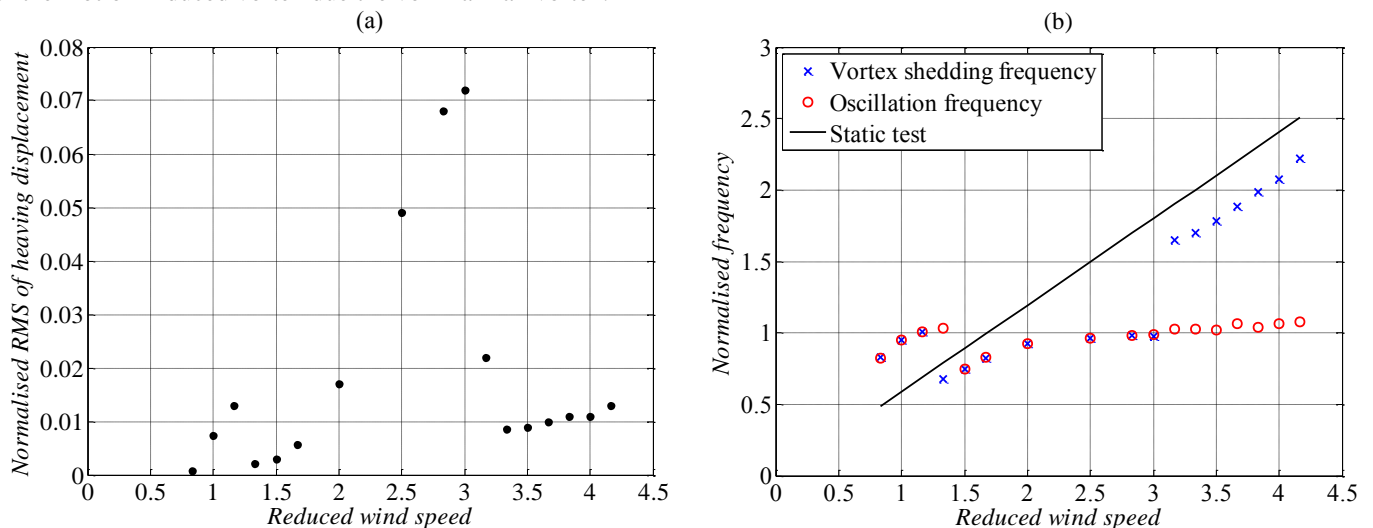 (a)
Normalised RMS of heaving displacement
0.08
0.07
0.06
0.05
0.04
0.03
0.02
0.01
0
0 0.5 1 1.5 2 2.5 3 3.5 4 4.5
Reduced wind speed
(b)
Normalised frequency
3
2.5
2
1.5
1
0.5
0
Vortex shedding frequency
Oscillation frequency
Static test
0 0.5 1 1.5 2 2.5 3 3.5 4 4.5
Reduced wind speed